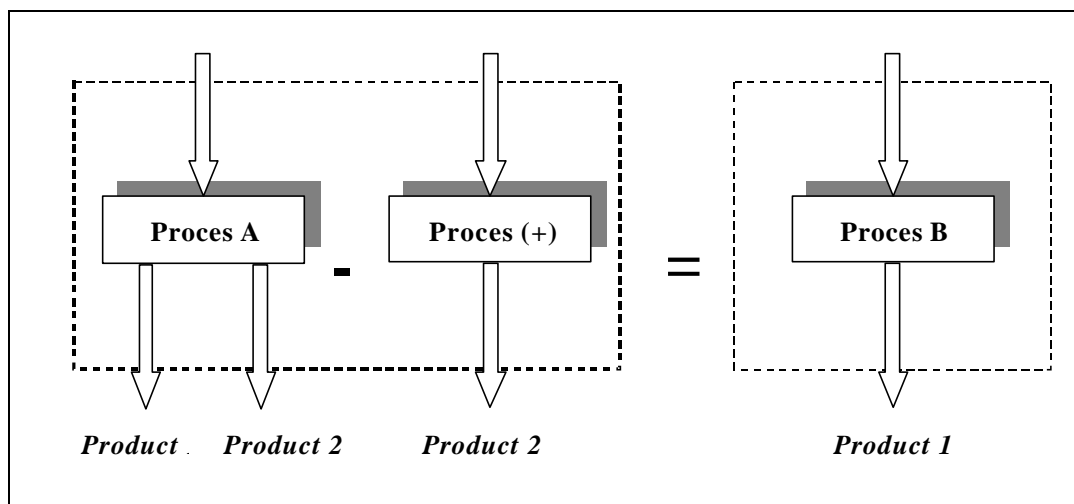 Proces A
Proces (+)
Proces B
-
=
Product
Product 2
Product 2
Product 1